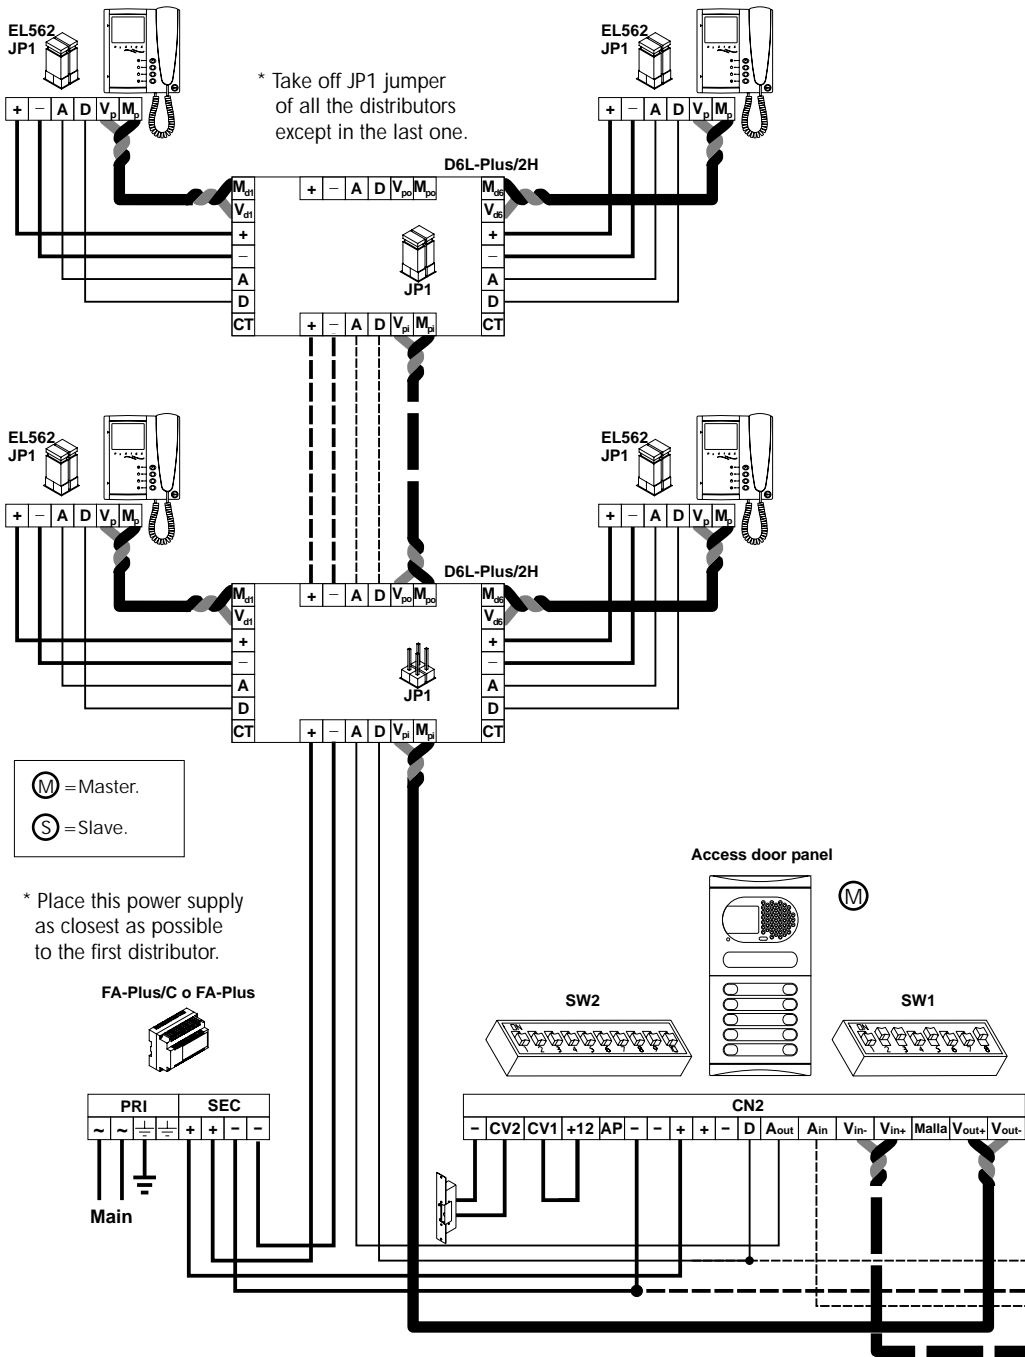 EL562
JP1
EL562
JP1
* Take off JP1 jumper
of all the distributors
except in the last one.
+ − A D Vp Mp
+ − A D Vp Mp
D6L-Plus/2H
Md1
Vd1
+
−
A
D
CT
+ − A D Vpo Mpo
Md6
Vd6
+
−
A
D
CT
JP1
+ − A D Vpi Mpi
EL562
JP1
EL562
JP1
+ − A D Vp Mp
+ − A D Vp Mp
D6L-Plus/2H
Md1
Vd1
+
−
A
D
CT
+ − A D Vpo Mpo
Md6
Vd6
+
−
A
D
CT
JP1
+ − A D Vpi Mpi
M =Master.
S =Slave.
Access door panel
M
* Place this power supply
as closest as possible
to the first distributor.
FA-Plus/C o FA-Plus
SW2
ON
SW1
ON
PRI SEC
~ ~ + + − −
CN2
− CV2 CV1 +12 AP − − + + − D Aout Ain Vin- Vin+ Malla Vout+ Vout-
Main